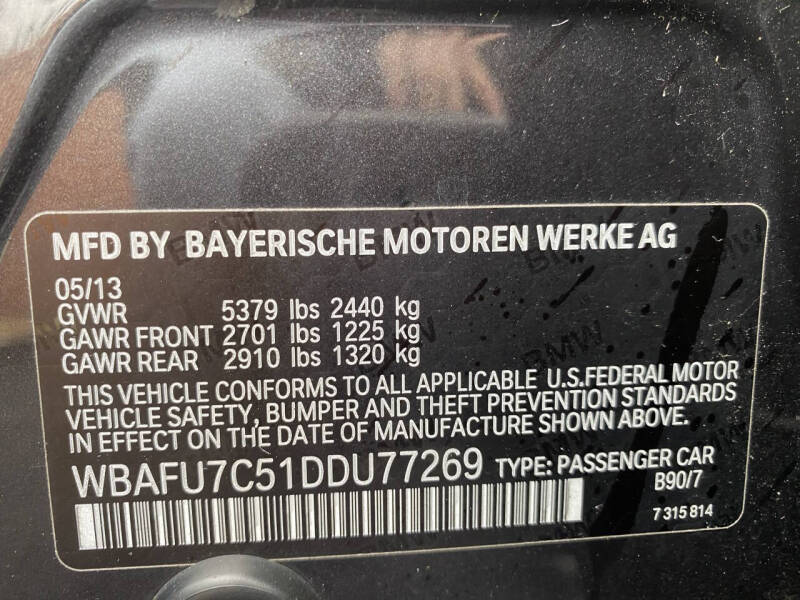 MFD BY BAYERISCHE MOTOREN WERKE AG
05/13
GVWR 5379 lbs 2440 kg
GAWR FRONT 2701 lbs 1225 kg
GAWR REAR 2910 lbs 1320 kg
THIS VEHICLE CONFORMS TO ALL APPLICABLE U.S.FEDERAL MOTOR
VEHICLE SAFETY, BUMPER AND THEFT PREVENTION STANDARDS
IN EFFECT ON THE DATE OF MANUFACTURE SHOWN ABOVE.
WBAFU7C51DDU77269 TYPE: PASSENGER CAR
B90/7
7 315 814
BMW
BMW
BMW